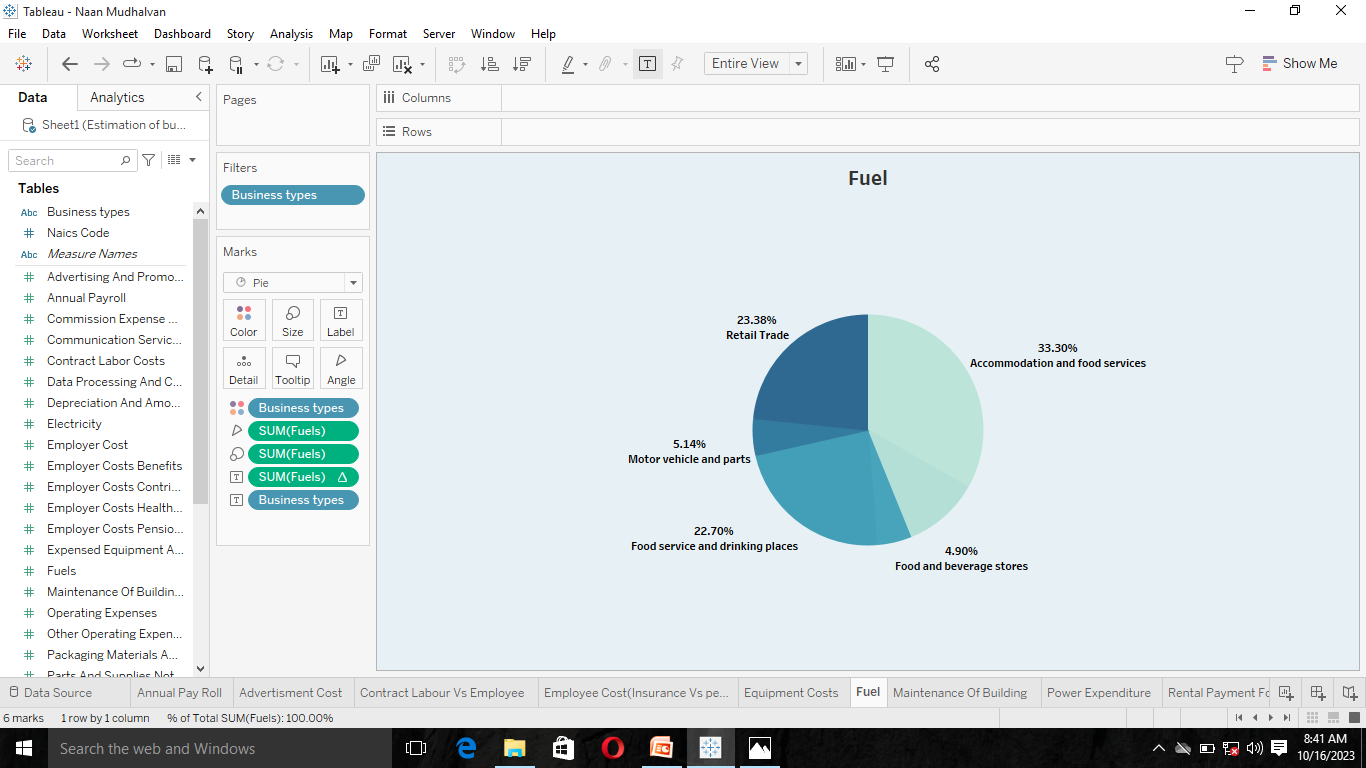 Tableau - Naan Mudhalvan
File Data Worksheet Dashboard Story Analysis Map Format Server Window Help
Entire View
Show Me
Data Analytics
Sheet1 (Estimation of bu...
Search
Tables
Abc Business types
# Naics Code
Abc Measure Names
# Advertising And Promo...
# Annual Payroll
# Commission Expense ...
# Communication Servic...
# Contract Labor Costs
# Data Processing And C...
# Depreciation And Amo...
# Electricity
# Employer Cost
# Employer Costs Benefits
# Employer Costs Contri...
# Employer Costs Health...
# Employer Costs Pensio...
# Expensed Equipment A...
# Fuels
# Maintenance Of Buildin...
# Operating Expenses
# Other Operating Expen...
# Packaging Materials A...
# Parts And Supplies Not
Pages
Filters
Business types
Marks
Pie
Color Size Label
Detail Tooltip Angle
Business types
SUM(Fuels)
SUM(Fuels)
SUM(Fuels) Δ
Business types
Columns
Rows
Fuel
23.38%
Retail Trade
33.30%
Accommodation and food services
5.14%
Motor vehicle and parts
22.70%
Food service and drinking places
4.90%
Food and beverage stores
Data Source Annual Pay Roll Advertisment Cost Contract Labour Vs Employee Employee Cost(Insurance Vs pe... Equipment Costs Fuel Maintenance Of Building Power Expenditure Rental Payment Fo
6 marks 1 row by 1 column % of Total SUM(Fuels): 100.00%
Search the web and Windows
8:41 AM
10/16/2023